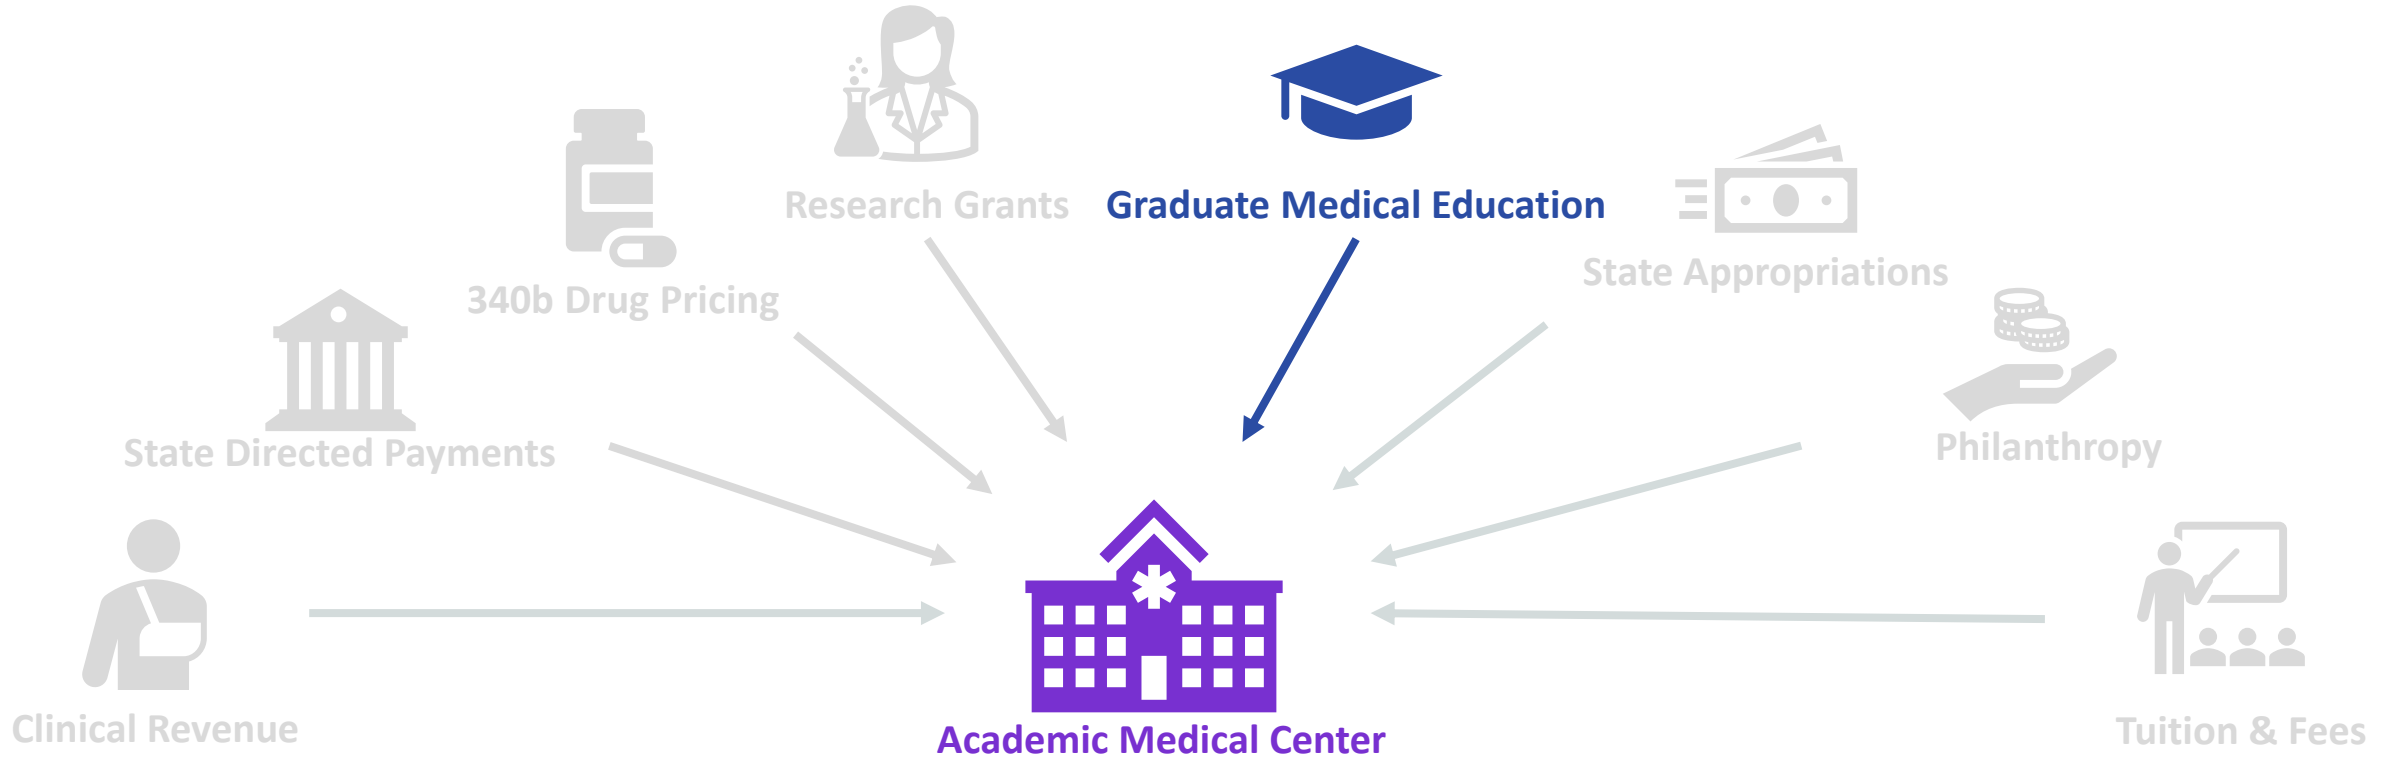 Research Grants
Graduate Medical Education
State Appropriations
340b Drug Pricing
State Directed Payments
Philanthropy
Clinical Revenue
Academic Medical Center
Tuition & Fees